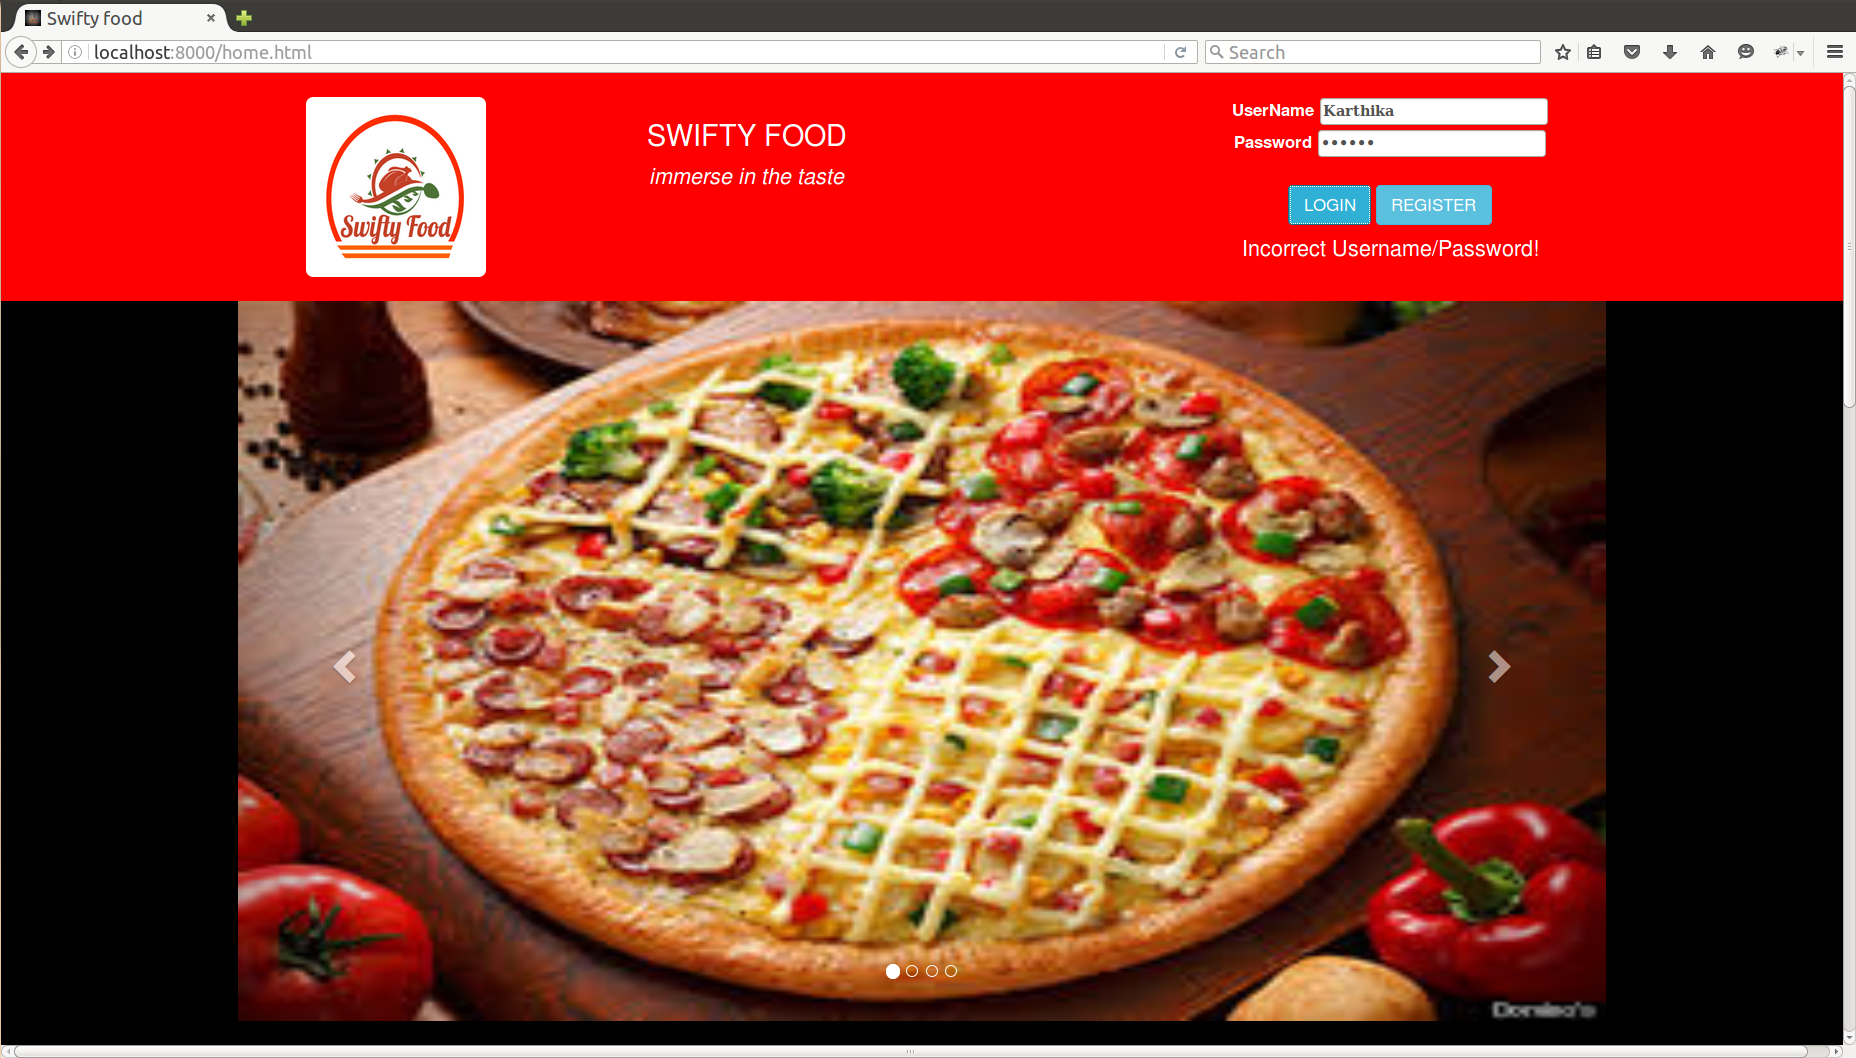 Swifty food
localhost:8000/home.html
Search
Swifty Food
SWIFTY FOOD
immerse in the taste
UserName Karthika
Password ••••••
LOGIN REGISTER
Incorrect Username/Password!
Domino's